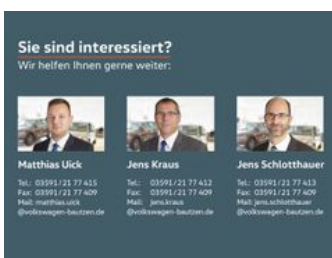 Sie sind interessiert?
Wir helfen Ihnen gerne weiter:
Matthias Uick
Tel.: 03591/21 77 415
Fax: 03591/21 77 409
Mail: matthias.uick
@volkswagen-bautzen.de
Jens Kraus
Tel.: 03591/21 77 412
Fax: 03591/21 77 409
Mail: jens.kraus
@volkswagen-bautzen.de
Jens Schlotthauer
Tel.: 03591/21 77 413
Fax: 03591/21 77 409
Mail: jens.schlotthauer
@volkswagen-bautzen.de